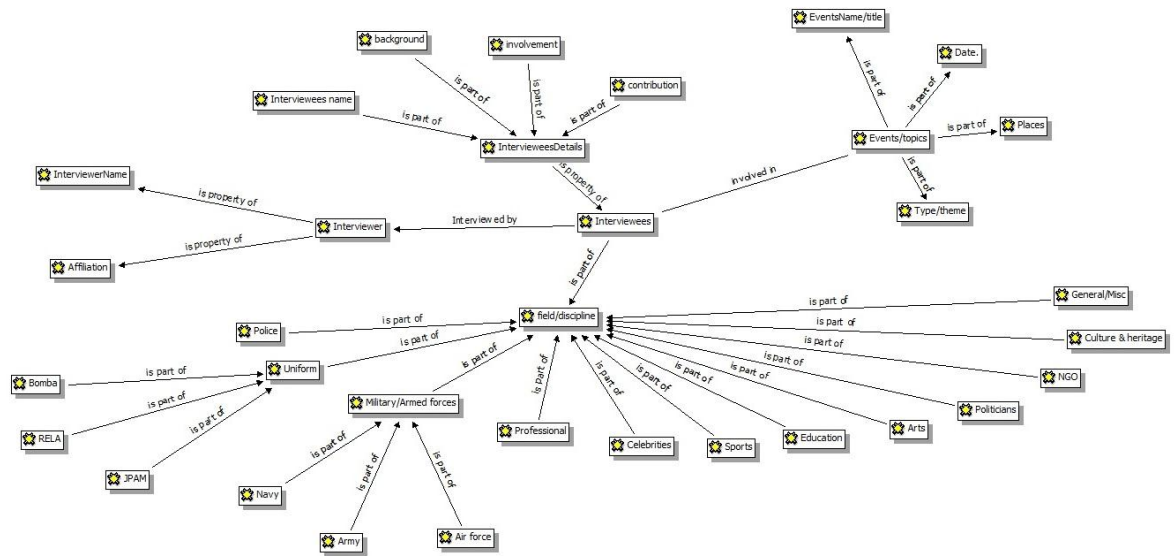 EventsName/title
background
involvement
Date.
is part of
is part of
is part of
is part of
contribution
Interviewees name
is part of
is part of
is part of
Places
is part of
Events/topics
IntervieweesDetails
is part of
InterviewerName
is property of
involved in
is property of
Type/theme
Interviewed by
Interviewees
Interviewer
is property of
Affiliation
is part of
General/Misc
is part of
field/discipline
Police
is part of
is part of
Culture & heritage
is part of
is part of
Uniform
is part of
is part of
NGO
Bomba
is part of
is part of
is part of
is part of
is part of
is part of
is part of
Military/Armed forces
Politicians
is part of
RELA
Professional
Arts
Education
is part of
Celebrities
Sports
JPAM
is part of
is part of
is part of
Navy
Army
Air force